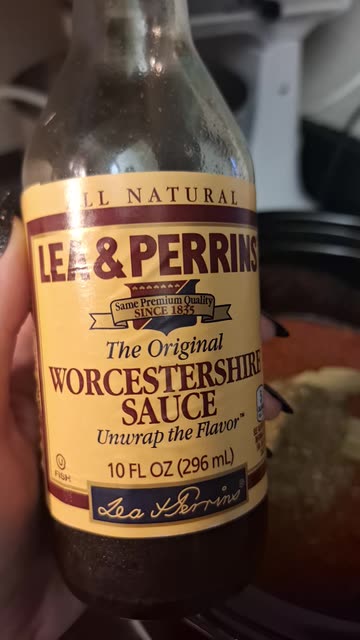 ALL NATURAL
LEA & PERRINS
Same Premium Quality
SINCE 1835
The Original
WORCESTERSHIRE
SAUCE
Unwrap the Flavor™
10 FL OZ (296 mL)
U
FISH
Lea & Perrins®